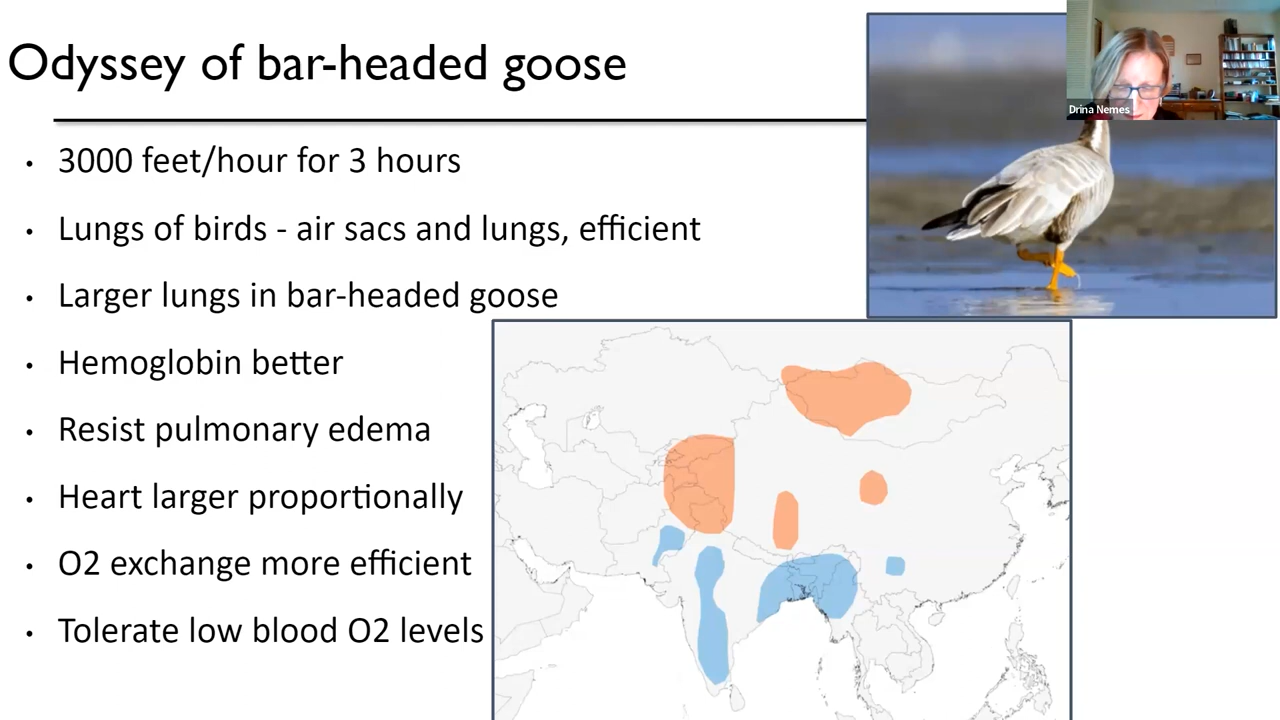 Odyssey of bar-headed goose
Drina Nemes
• 3000 feet/hour for 3 hours
• Lungs of birds - air sacs and lungs, efficient
• Larger lungs in bar-headed goose
• Hemoglobin better
• Resist pulmonary edema
• Heart larger proportionally
• O2 exchange more efficient
• Tolerate low blood O2 levels